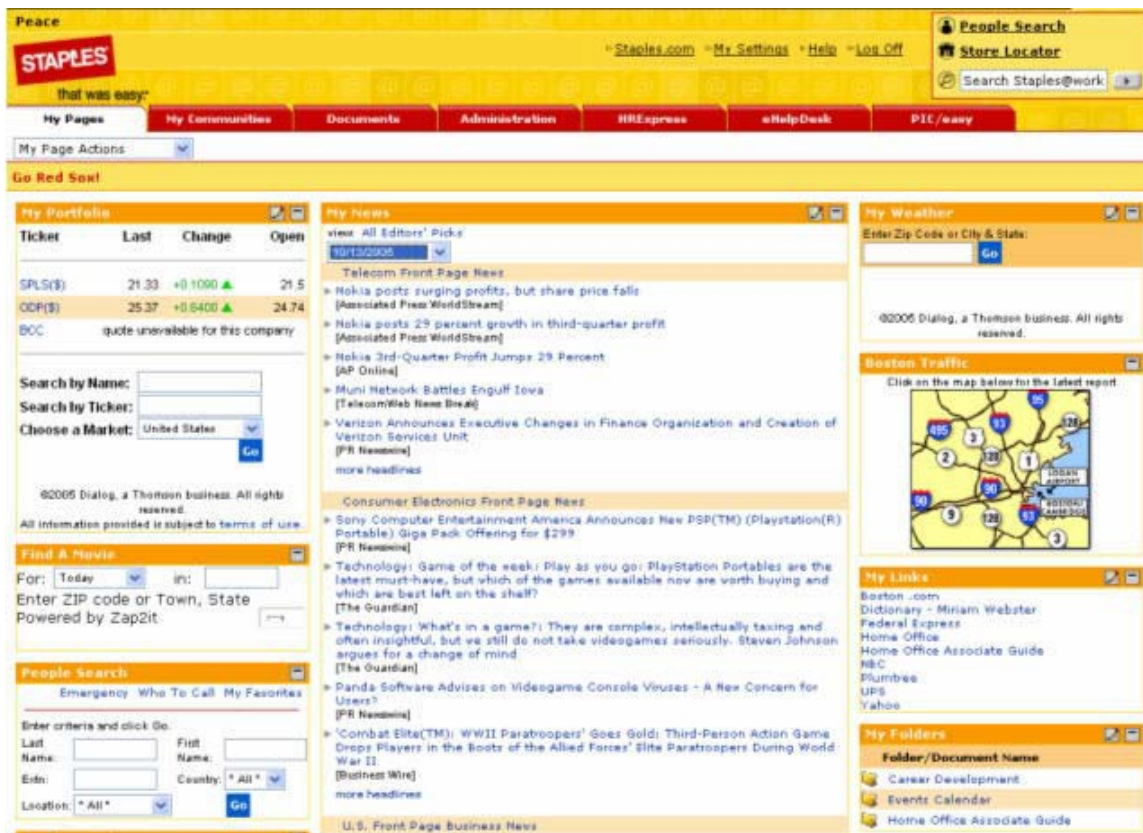 Peace
STAPLES
that was easy:
Staples.com My Settings Help Log Off
People Search
Store Locator
Search Staples@work
My Pages My Communities Documents Administration HRExpress eHelpDesk PIC/easy
My Page Actions
Go Red Sox!
My Portfolio
Ticker Last Change Open
SPLS($) 21.33 +0.1090 ▲ 21.5
ODP($) 25.37 +0.6400 ▲ 24.74
BCC quote unavailable for this company
Search by Name:
Search by Ticker:
Choose a Market: United States
Go
©2005 Dialog, a Thomson business. All rights
reserved.
All information provided is subject to terms of use
Find A Movie
For: Today in:
Enter ZIP code or Town, State
Powered by Zap2it
People Search
Emergency Who To Call My Favorites
Enter criteria and click Go.
Last Name: First Name:
Extn: Country: * All *
Location: * All * Go
My News
view All Editors' Picks
10/13/2005
Telecom Front Page News
Nokia posts surging profits, but share price falls
[Associated Press WorldStream]
Nokia posts 29 percent growth in third-quarter profit
[Associated Press WorldStream]
Nokia 3rd-Quarter Profit Jumps 29 Percent
[AP Online]
Muni Network Battles Engulf Iowa
[TelecomWeb News Break]
Verizon Announces Executive Changes in Finance Organization and Creation of
Verizon Services Unit
[PR Newswire]
more headlines
Consumer Electronics Front Page News
Sony Computer Entertainment America Announces New PSP(TM) (Playstation(R)
Portable) Giga Pack Offering for $299
[PR Newswire]
Technology: Game of the week: Play as you go: PlayStation Portables are the
latest must-have, but which of the games available now are worth buying and
which are best left on the shelf?
[The Guardian]
Technology: What's in a game?: They are complex, intellectually taxing and
often insightful, but we still do not take videogames seriously. Steven Johnson
argues for a change of mind
[The Guardian]
Panda Software Advises on Videogame Console Viruses - A New Concern for
Users?
[PR Newswire]
'Combat Elite(TM): WWII Paratroopers' Goes Gold: Third-Person Action Game
Drops Players in the Boots of the Allied Forces' Elite Paratroopers During World
War II
[Business Wire]
more headlines
U.S. Front Page Business News
My Weather
Enter Zip Code or City & State:
Go
©2005 Dialog, a Thomson business. All rights
reserved.
Boston Traffic
Click on the map below for the latest report
95
495 3 93 128
2 128 1
LOGAN
AIRPORT
90 90
BOSTON/
CAMBRIDGE
9 128 93
3
My Links
Boston .com
Dictionary - Miriam Webster
Federal Express
Home Office
Home Office Associate Guide
NBC
Plumtree
UPS
Yahoo
My Folders
Folder/Document Name
Career Development
Events Calendar
Home Office Associate Guide